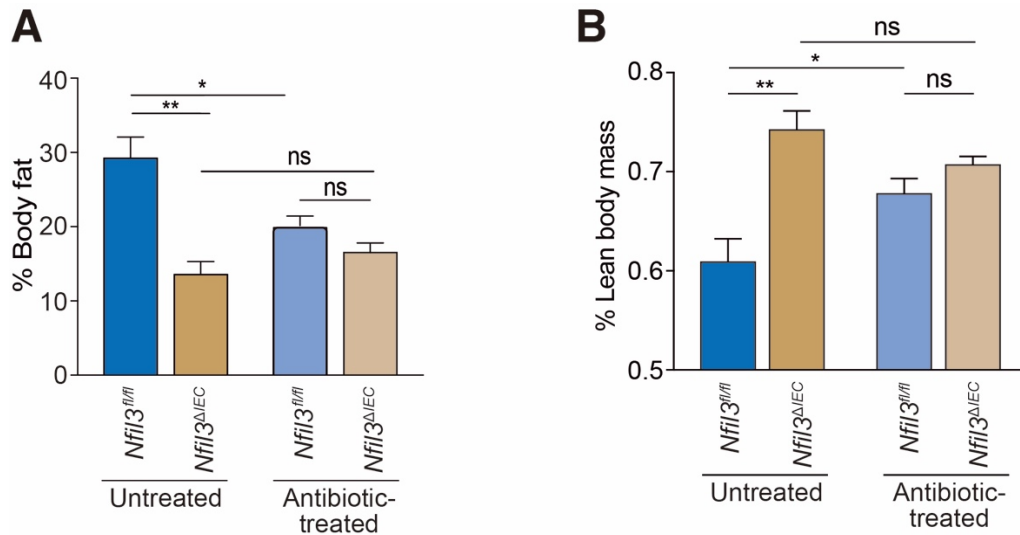 A
% Body fat
40
30
20
10
0
*
**
ns
ns
Nfil3fl/fl
Nfil3ΔIEC
Nfil3fl/fl
Nfil3ΔIEC
Untreated
Antibiotic-
treated
B
% Lean body mass
0.8
0.7
0.6
0.5
ns
*
**
ns
Nfil3fl/fl
Nfil3ΔIEC
Nfil3fl/fl
Nfil3ΔIEC
Untreated
Antibiotic-
treated